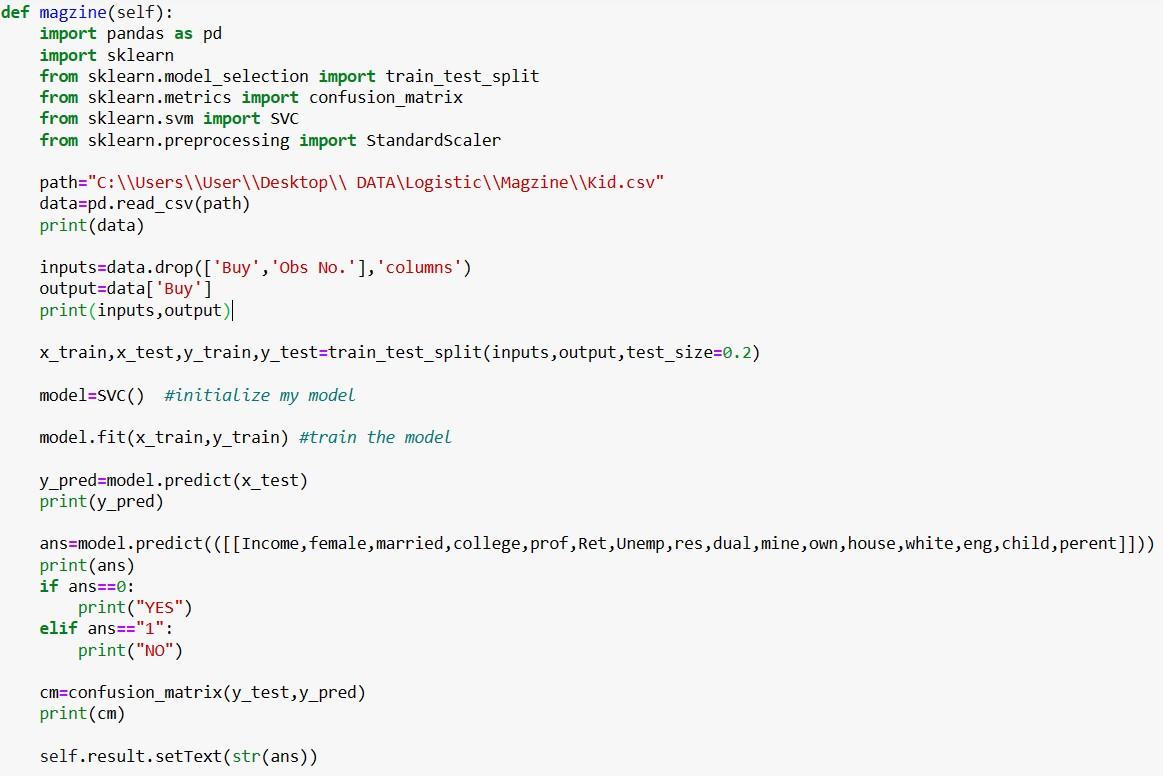 def magzine(self):
    import pandas as pd
    import sklearn
    from sklearn.model_selection import train_test_split
    from sklearn.metrics import confusion_matrix
    from sklearn.svm import SVC
    from sklearn.preprocessing import StandardScaler

    path="C:\\Users\\User\\Desktop\\ DATA\Logistic\\Magzine\\Kid.csv"
    data=pd.read_csv(path)
    print(data)

    inputs=data.drop(['Buy','Obs No.'],'columns')
    output=data['Buy']
    print(inputs,output)

    x_train,x_test,y_train,y_test=train_test_split(inputs,output,test_size=0.2)

    model=SVC()  #initialize my model

    model.fit(x_train,y_train) #train the model

    y_pred=model.predict(x_test)
    print(y_pred)

    ans=model.predict(([[Income,female,married,college,prof,Ret,Unemp,res,dual,mine,own,house,white,eng,child,perent]]))
    print(ans)
    if ans==0:
        print("YES")
    elif ans=="1":
        print("NO")

    cm=confusion_matrix(y_test,y_pred)
    print(cm)

    self.result.setText(str(ans))